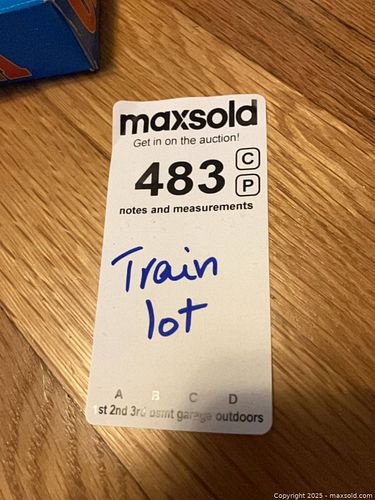 maxsold
Get in on the auction!
483 C
P
notes and measurements
Train
lot
A B C D
1st 2nd 3rd bsmt garage outdoors
Copyright © 2025 - maxsold.com